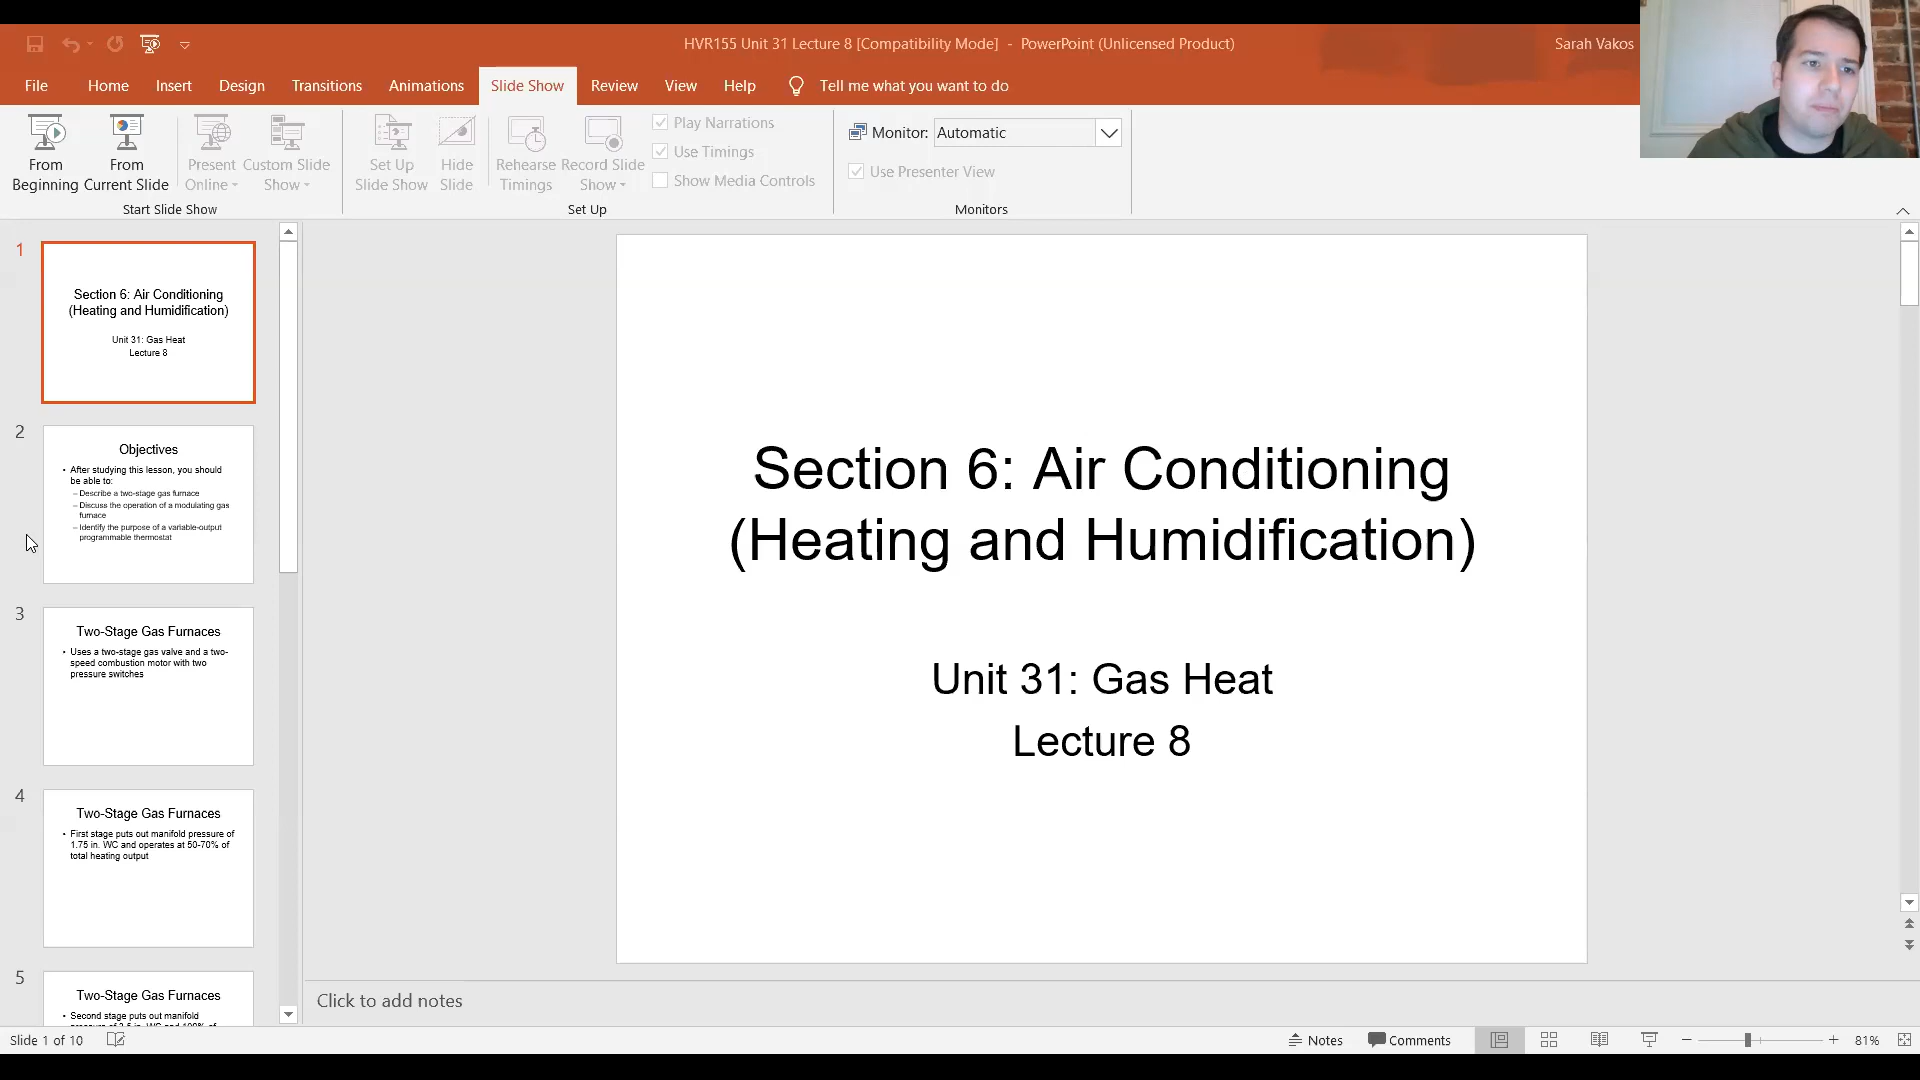 HVR155 Unit 31 Lecture 8 [Compatibility Mode] - PowerPoint (Unlicensed Product)
Sarah Vakos
File
Home
Insert
Design
Transitions
Animations
Slide Show
Review
View
Help
Tell me what you want to do
From
Beginning
From
Current Slide
Present
Online
Custom Slide
Show
Set Up
Slide Show
Hide
Slide
Rehearse
Timings
Record Slide
Show
Play Narrations
Use Timings
Show Media Controls
Monitor: Automatic
Use Presenter View
Start Slide Show
Set Up
Monitors
1
Section 6: Air Conditioning
(Heating and Humidification)
Unit 31: Gas Heat
Lecture 8
2
Objectives
• After studying this lesson, you should
be able to:
– Describe a two-stage gas furnace
– Discuss the operation of a modulating gas
furnace
– Identify the purpose of a variable-output
programmable thermostat
3
Two-Stage Gas Furnaces
• Uses a two-stage gas valve and a two-
speed combustion motor with two
pressure switches
4
Two-Stage Gas Furnaces
• First stage puts out manifold pressure of
1.75 in. WC and operates at 50-70% of
total heating output
5
Two-Stage Gas Furnaces
• Second stage puts out manifold
Section 6: Air Conditioning
(Heating and Humidification)
Unit 31: Gas Heat
Lecture 8
Click to add notes
Slide 1 of 10
Notes
Comments
81%